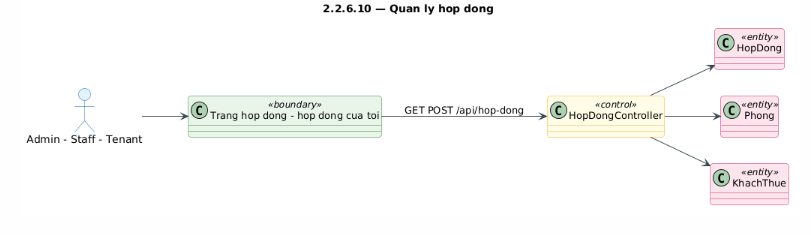 2.2.6.10 — Quan ly hop dong
«entity»
C HopDong
«boundary»
C Trang hop dong - hop dong cua toi
GET POST /api/hop-dong
«control»
C HopDongController
«entity»
C Phong
Admin - Staff - Tenant
«entity»
C KhachThue